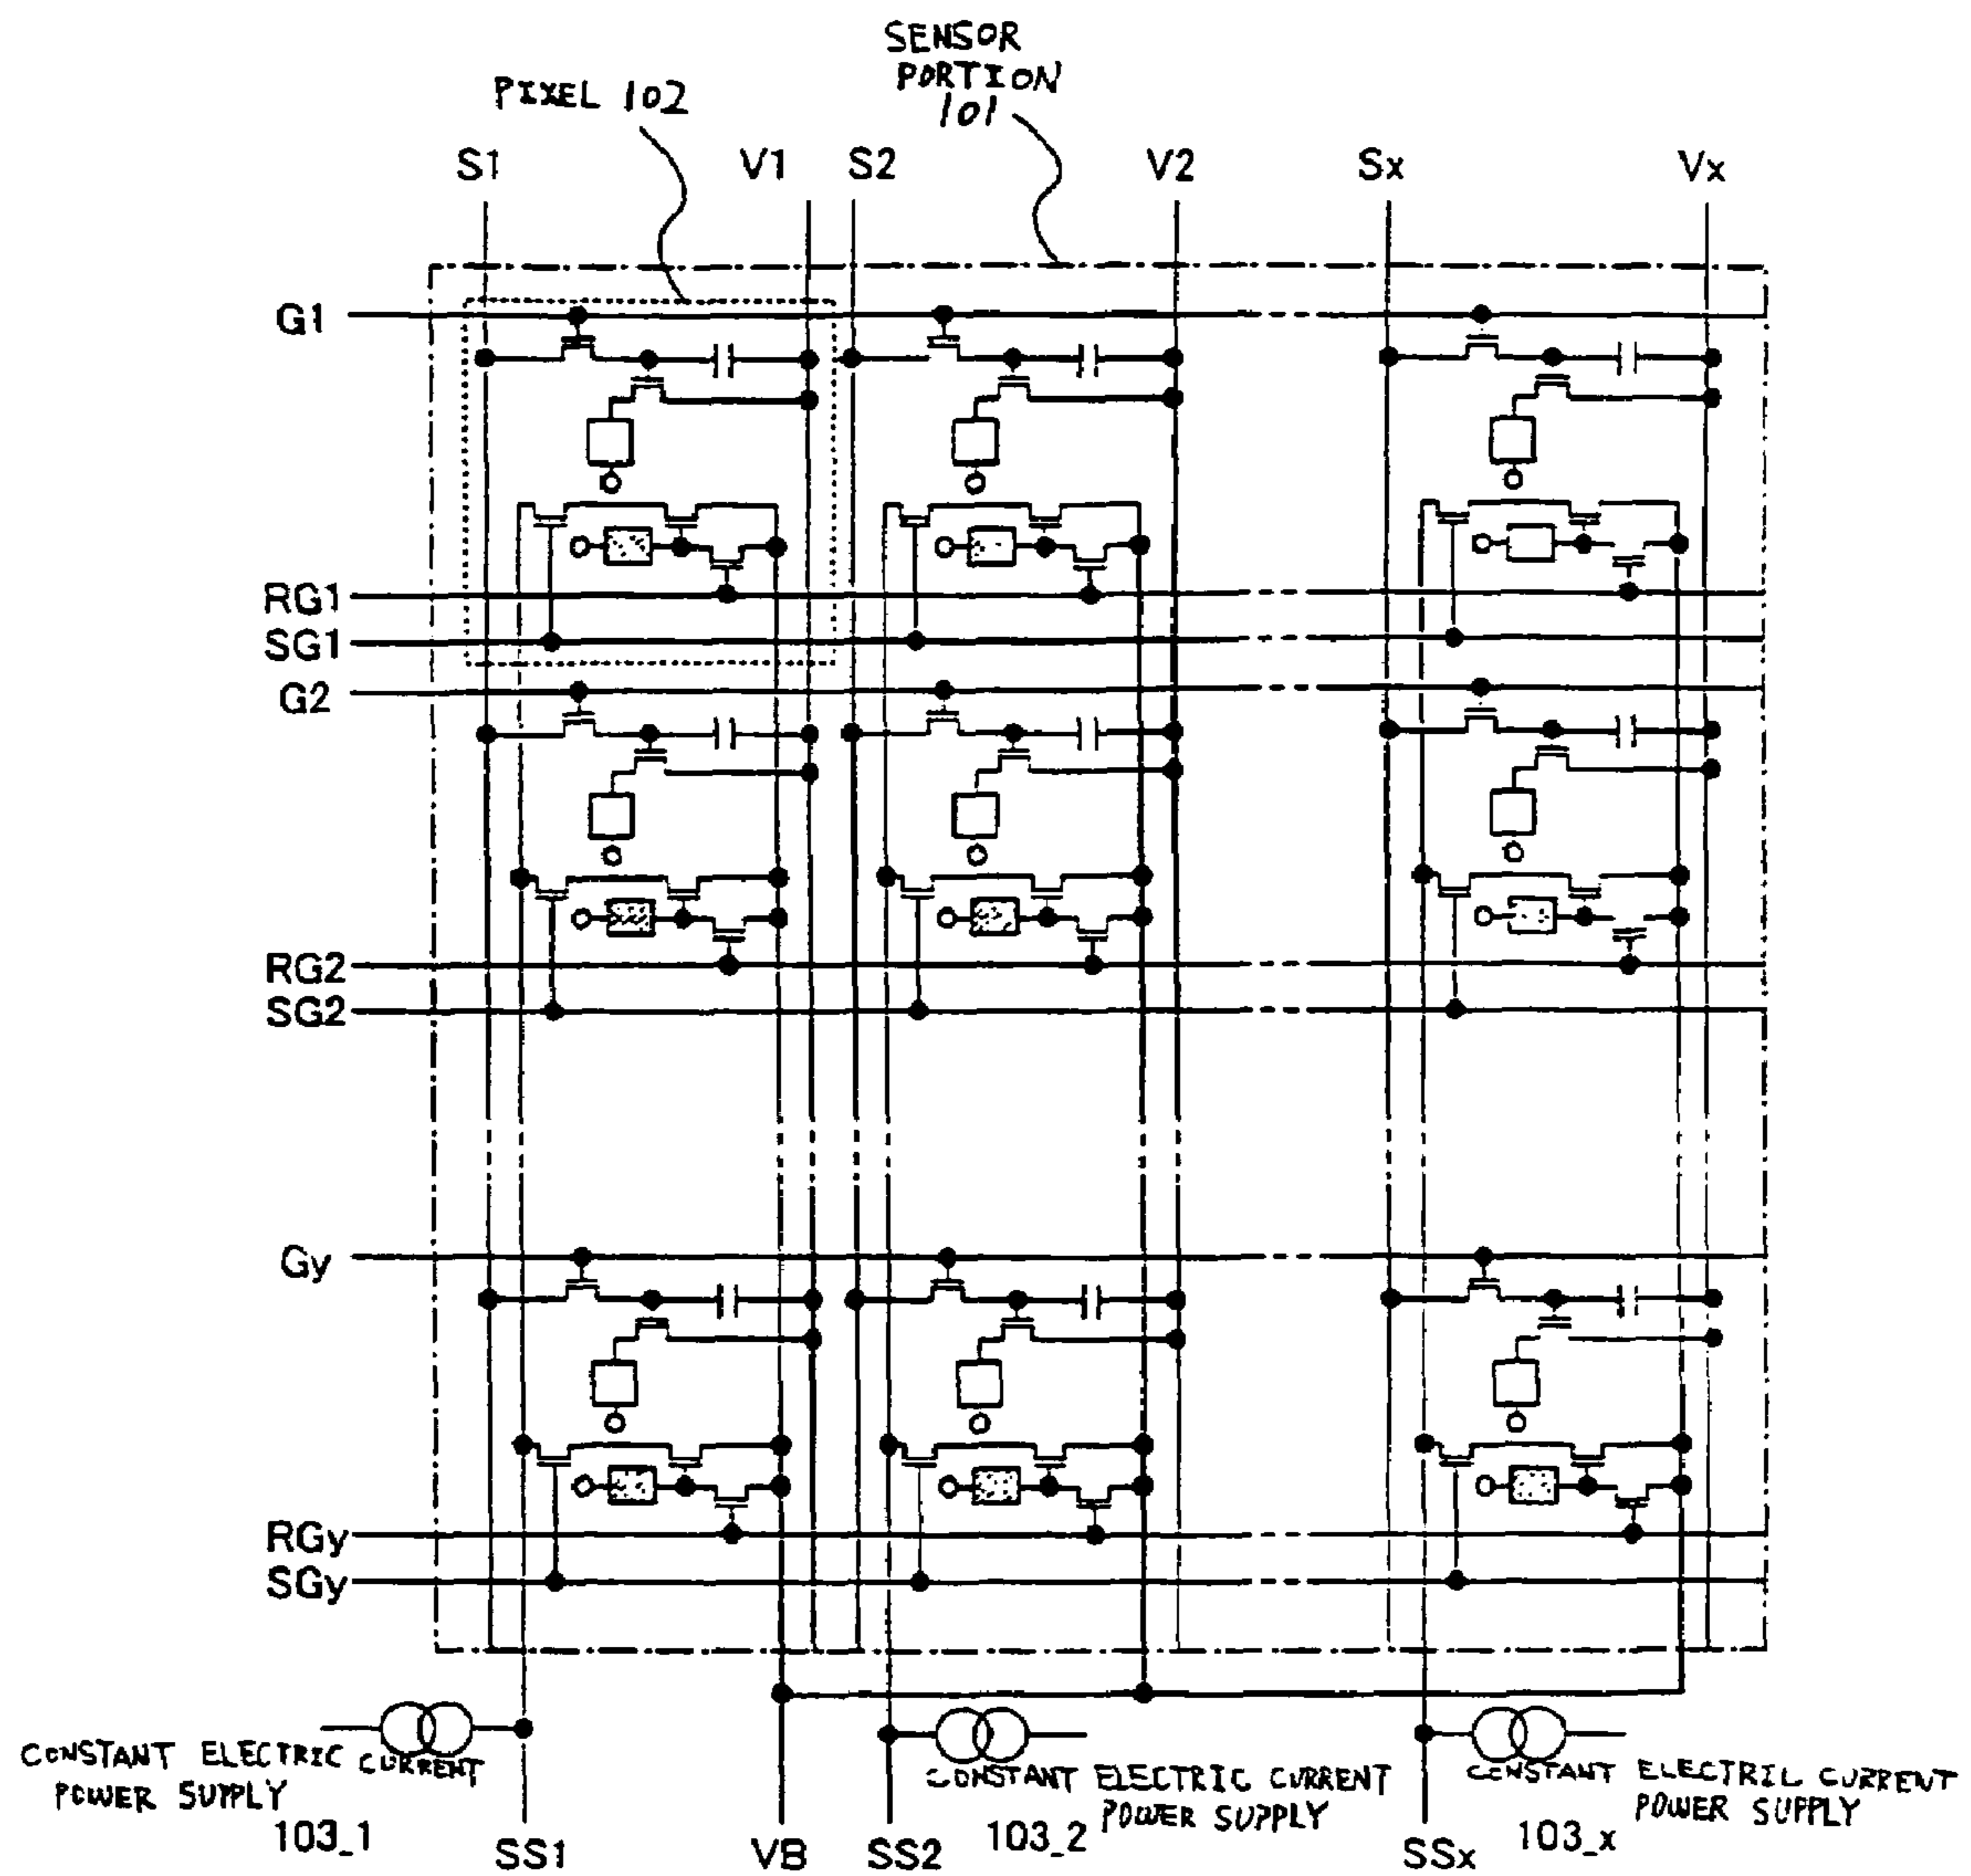 SENSOR
PORTION
101
PIXEL 102
S1 V1 S2 V2 Sx Vx
G1
RG1
SG1
G2
RG2
SG2
Gy
RGy
SGy
CONSTANT ELECTRIC CURRENT
POWER SUPPLY
103_1
CONSTANT ELECTRIC CURRENT
POWER SUPPLY
103_2
CONSTANT ELECTRIC CURRENT
POWER SUPPLY
103_x
SS1 VB SS2 SSx